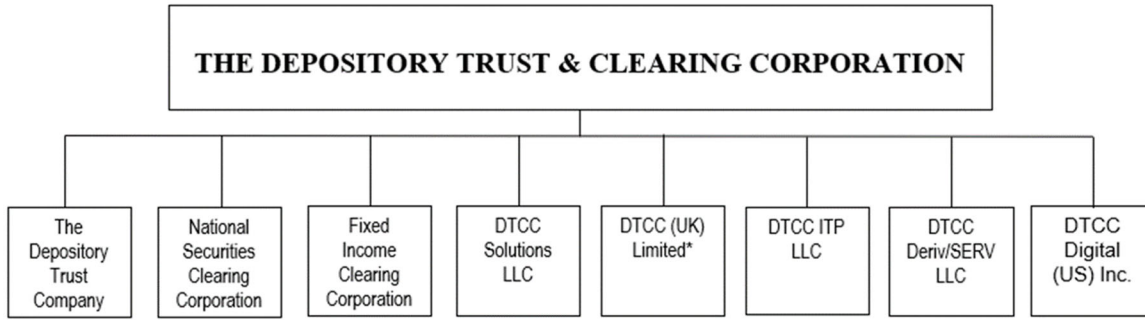 THE DEPOSITORY TRUST & CLEARING CORPORATION
The
Depository
Trust
Company
National
Securities
Clearing
Corporation
Fixed
Income
Clearing
Corporation
DTCC
Solutions
LLC
DTCC (UK)
Limited*
DTCC ITP
LLC
DTCC
Deriv/SERV
LLC
DTCC
Digital
(US) Inc.